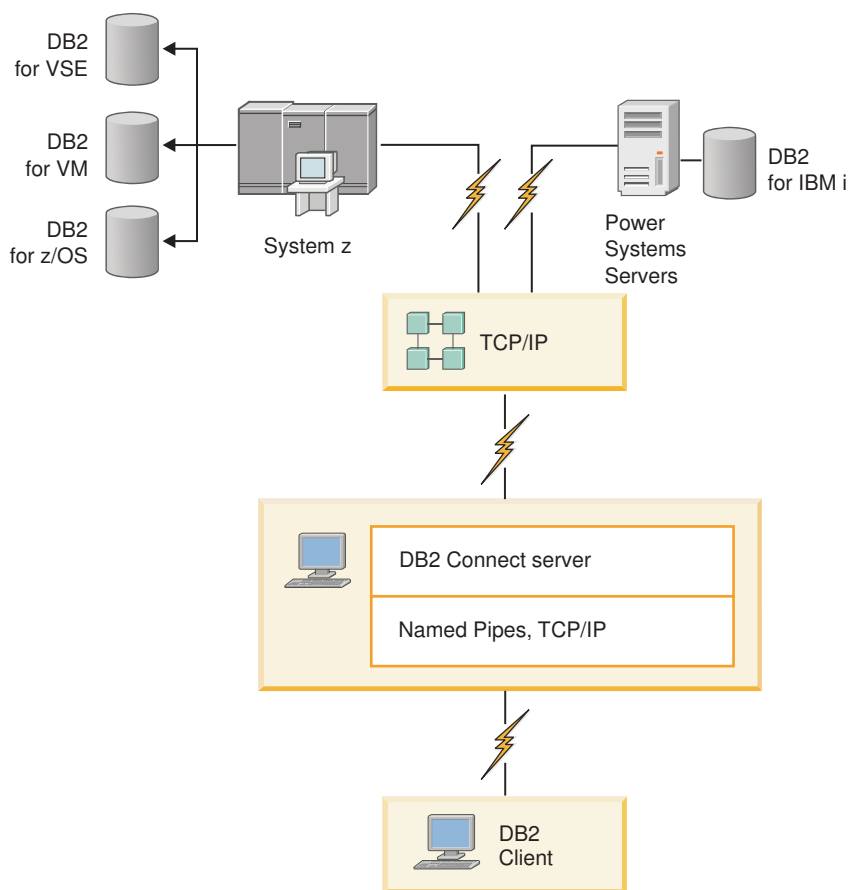 DB2
for VSE
DB2
for VM
DB2
for z/OS
System z
Power
Systems
Servers
DB2
for IBM i
TCP/IP
DB2 Connect server
Named Pipes, TCP/IP
DB2
Client